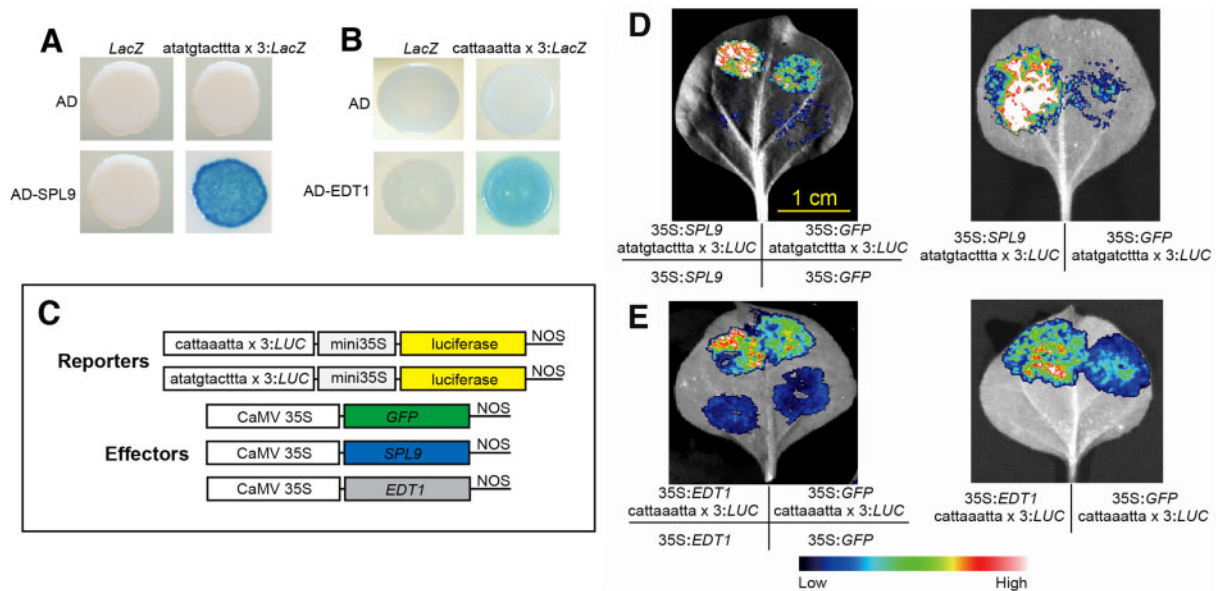 A
LacZ atatgtacttta x 3:LacZ
AD
AD-SPL9
B
LacZ cattaaatta x 3:LacZ
AD
AD-EDT1
C
Reporters
cattaaatta x 3:LUC mini35S luciferase NOS
atatgtacttta x 3:LUC mini35S luciferase NOS
Effectors
CaMV 35S GFP NOS
CaMV 35S SPL9 NOS
CaMV 35S EDT1 NOS
D
1 cm
35S:SPL9 35S:GFP
atatgtacttta x 3:LUC atatgatcttta x 3:LUC
35S:SPL9 35S:GFP
35S:SPL9 35S:GFP
atatgtacttta x 3:LUC atatgatcttta x 3:LUC
E
35S:EDT1 35S:GFP
cattaaatta x 3:LUC cattaaatta x 3:LUC
35S:EDT1 35S:GFP
35S:EDT1 35S:GFP
cattaaatta x 3:LUC cattaaatta x 3:LUC
Low High